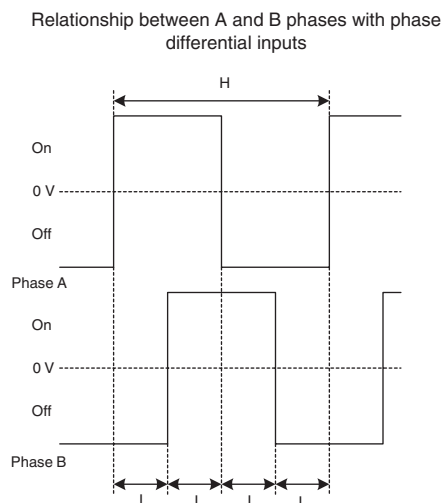 Relationship between A and B phases with phase
differential inputs
H
On
0 V
Off
Phase A
On
0 V
Off
Phase B